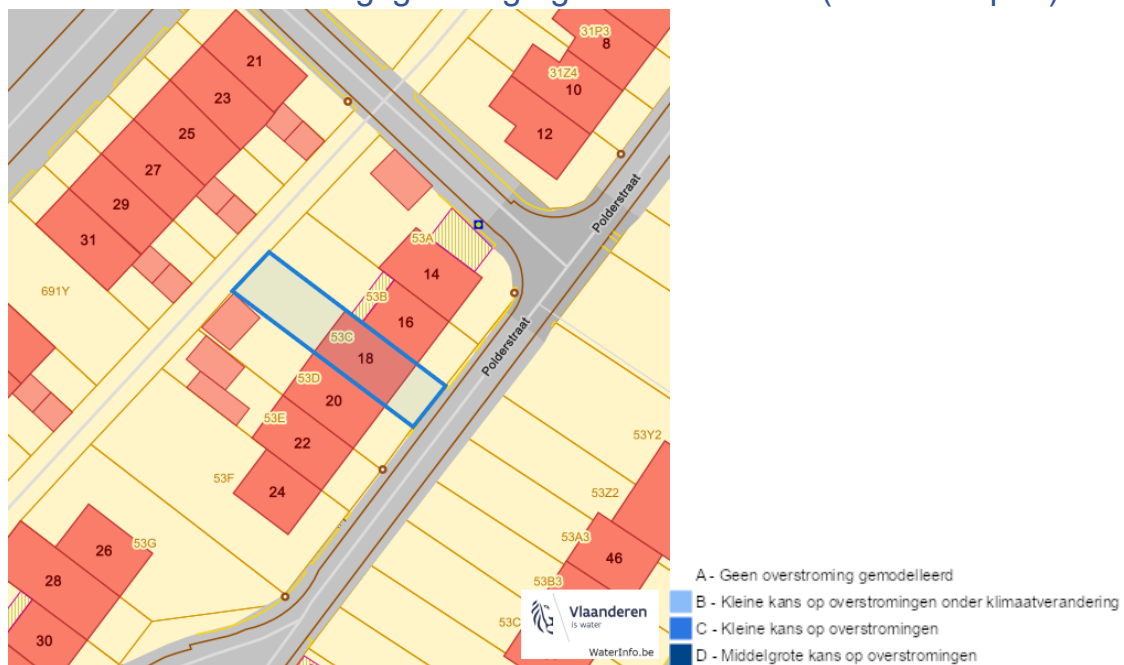 21
31P3
8
23
31Z4
10
25
12
27
29
Polderstraat
31
53A
14
691Y
53B
16
53C
18
Polderstraat
53D
20
53E
22
53Y2
53F
24
53Z2
26
53G
53A3
46
28
53B3
30
53C
Vlaanderen
is water
WaterInfo.be
A - Geen overstroming gemodelleerd
B - Kleine kans op overstromingen onder klimaatverandering
C - Kleine kans op overstromingen
D - Middelgrote kans op overstromingen